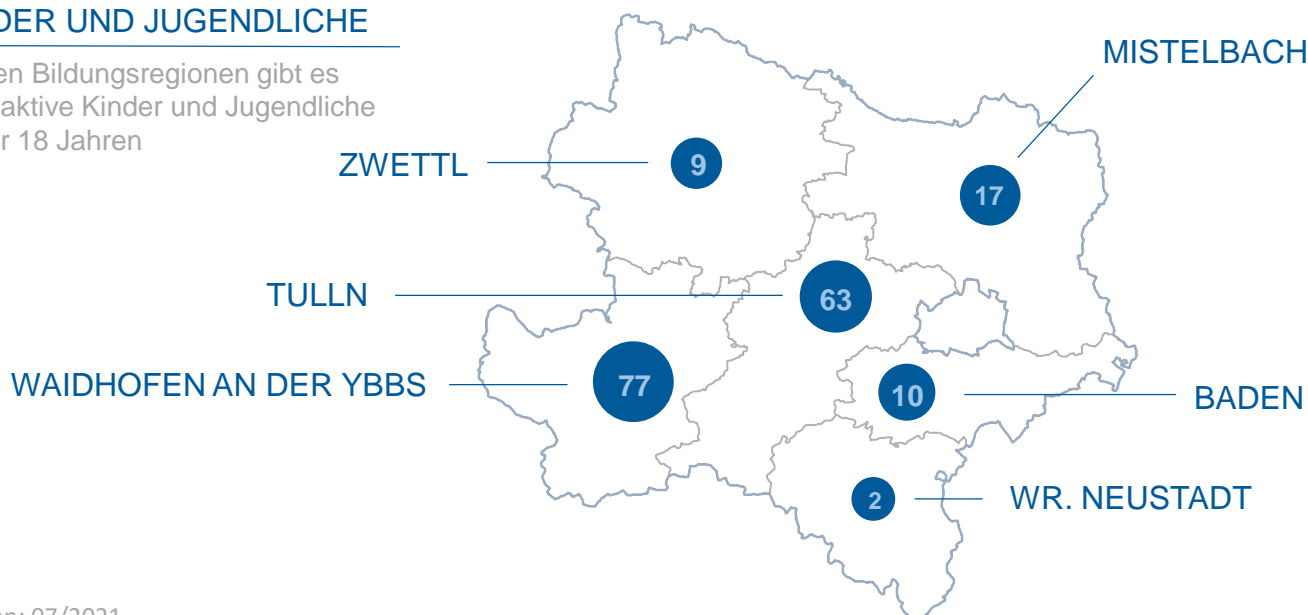 DER UND JUGENDLICHE
en Bildungsregionen gibt es
aktive Kinder und Jugendliche
r 18 Jahren
MISTELBACH
ZWETTL
9
17
TULLN
63
WAIDHOFEN AN DER YBBS
77
10
BADEN
2
WR. NEUSTADT
07/2021